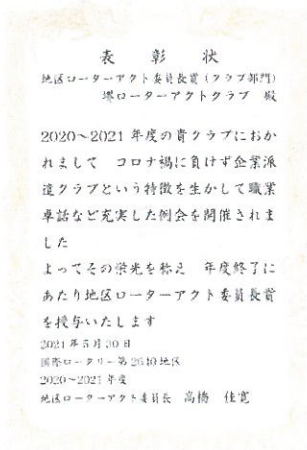 表彰状
地区ローターアクト委員長賞（クラブ部門）
堺ローターアクトクラブ 殿
2020～2021年度の貴クラブにおか
れまして コロナ禍に負けず企業派
遣クラブという特徴を生かして職業
卓話など充実した例会を開催されま
した
よってその栄光を称え 年度終了に
あたり地区ローターアクト委員長賞
を授与いたします
2021年5月30日
国際ロータリー第2640地区
2020～2021年度
地区ローターアクト委員長 高橋 佳寛